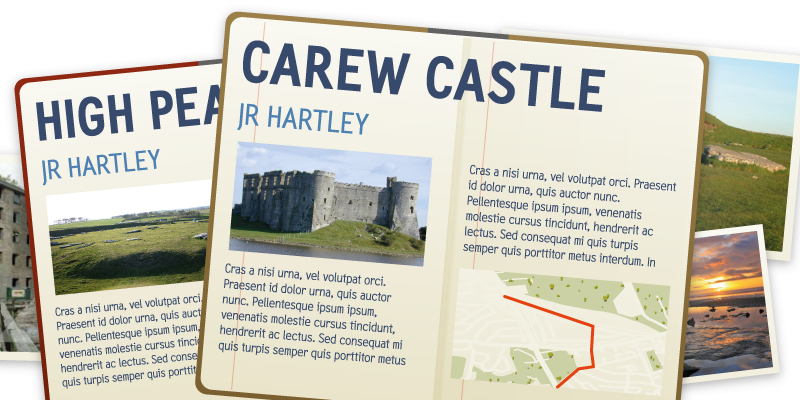 HIGH PEA
JR HARTLEY
Cras a nisi urna, vel volutpat
Praesent id dolor urna, quis auct
nunc. Pellentesque ipsum ipsum,
venenatis molestie cursus tincid
hendrerit ac lectus. Sed conse
quis turpis semper quis porttit
CAREW CASTLE
JR HARTLEY
Cras a nisi urna, vel volutpat orci.
Praesent id dolor urna, quis auctor
nunc. Pellentesque ipsum ipsum,
venenatis molestie cursus tincidunt,
hendrerit ac lectus. Sed consequat mi
quis turpis semper quis porttitor metus
Cras a nisi urna, vel volutpat orci. Praesent
id dolor urna, quis auctor nunc.
Pellentesque ipsum ipsum, venenatis
molestie cursus tincidunt, hendrerit ac
lectus. Sed consequat mi quis turpis
semper quis porttitor metus interdum. In